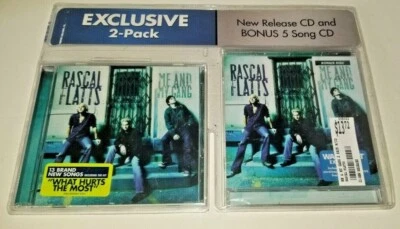 EXCLUSIVE
2-Pack
New Release CD and
BONUS 5 Song CD
RASCAL
FLATTS
ME AND
MY GANG
13 BRAND
NEW SONGS
"WHAT HURTS
THE MOST"
RASCAL
FLATTS
ME AND
MY GANG